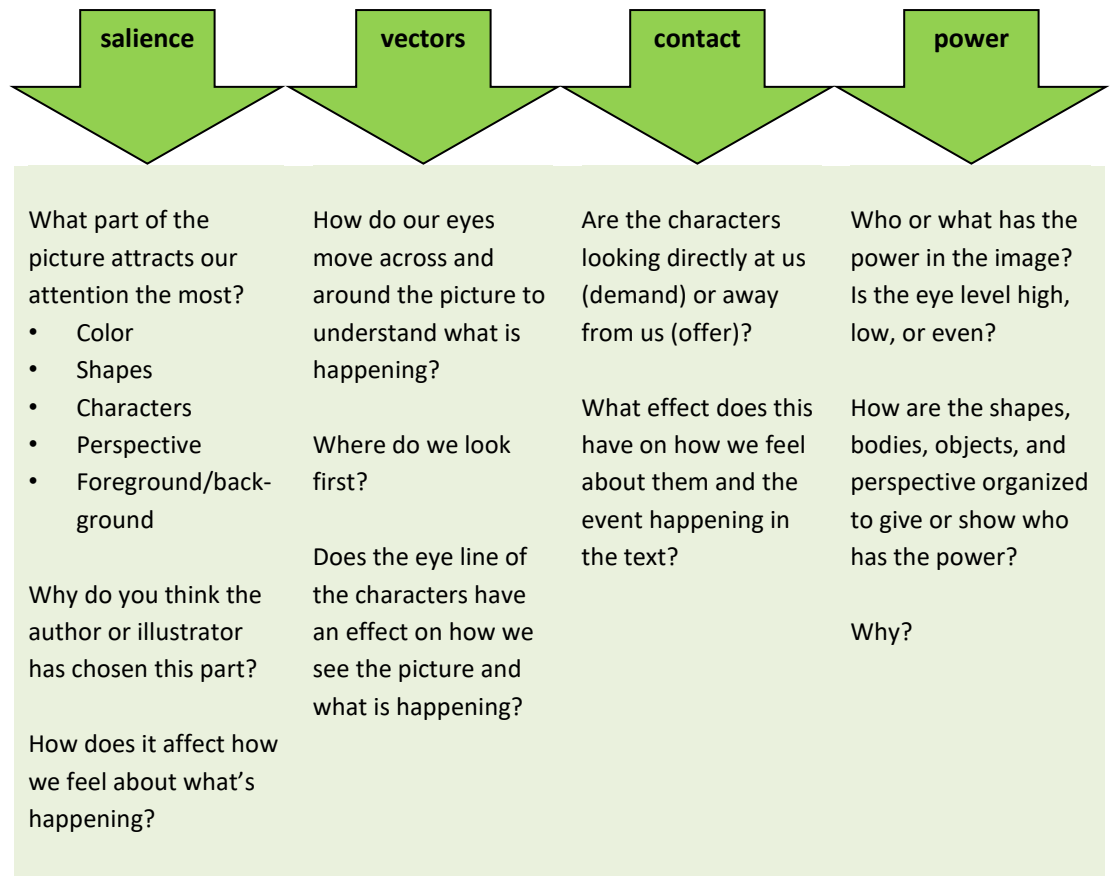 salience
vectors
contact
power
What part of the
picture attracts our
attention the most?
• Color
• Shapes
• Characters
• Perspective
• Foreground/back-
ground
Why do you think the
author or illustrator
has chosen this part?
How does it affect how
we feel about what’s
happening?
How do our eyes
move across and
around the picture to
understand what is
happening?
Where do we look
first?
Does the eye line of
the characters have
an effect on how we
see the picture and
what is happening?
Are the characters
looking directly at us
(demand) or away
from us (offer)?
What effect does this
have on how we feel
about them and the
event happening in
the text?
Who or what has the
power in the image?
Is the eye level high,
low, or even?
How are the shapes,
bodies, objects, and
perspective organized
to give or show who
has the power?
Why?